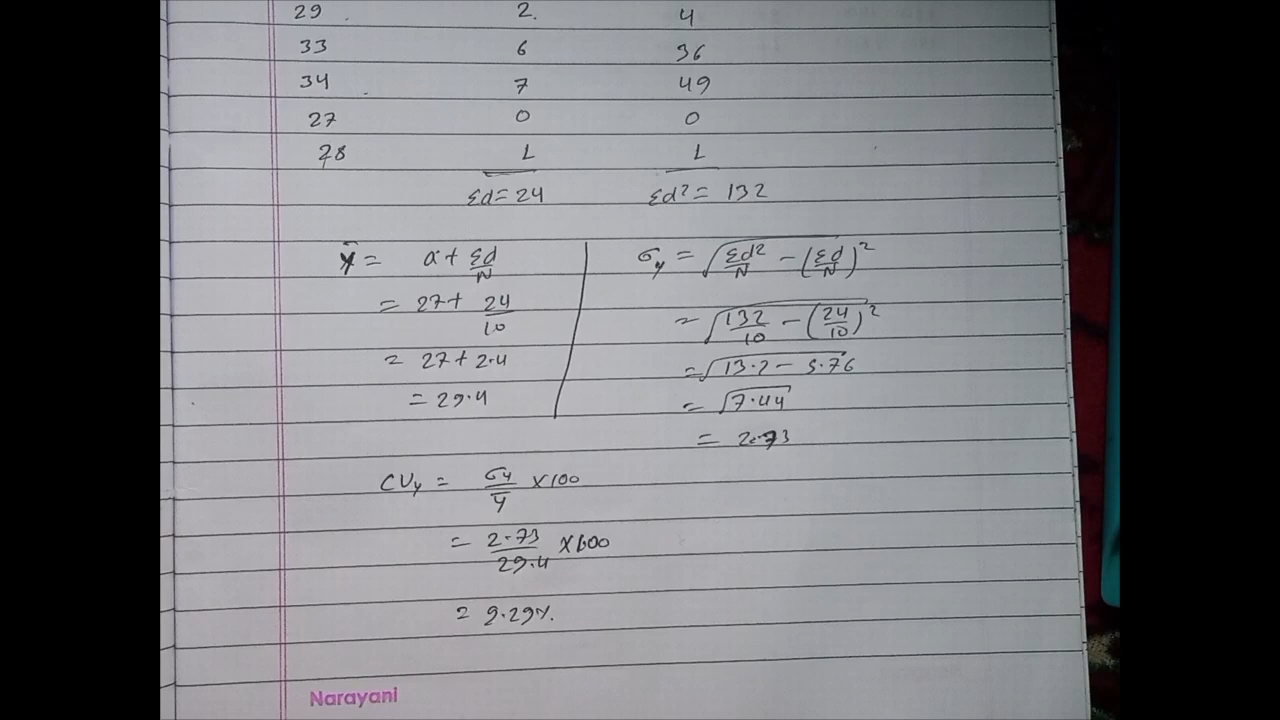 29 2. 4
33 6 36
34 7 49
27 0 0
28 1 1
Σd = 24 Σd² = 132
ȳ = a + Σd/N
= 27 + 24/10
= 27 + 2.4
= 29.4
σy = √(Σd²/N - (Σd/N)²)
= √(132/10 - (24/10)²)
= √(13.2 - 5.76)
= √7.44
= 2.73
CVy = σy/ȳ ×100
= 2.73/29.4 ×100
= 9.29%.
Narayani